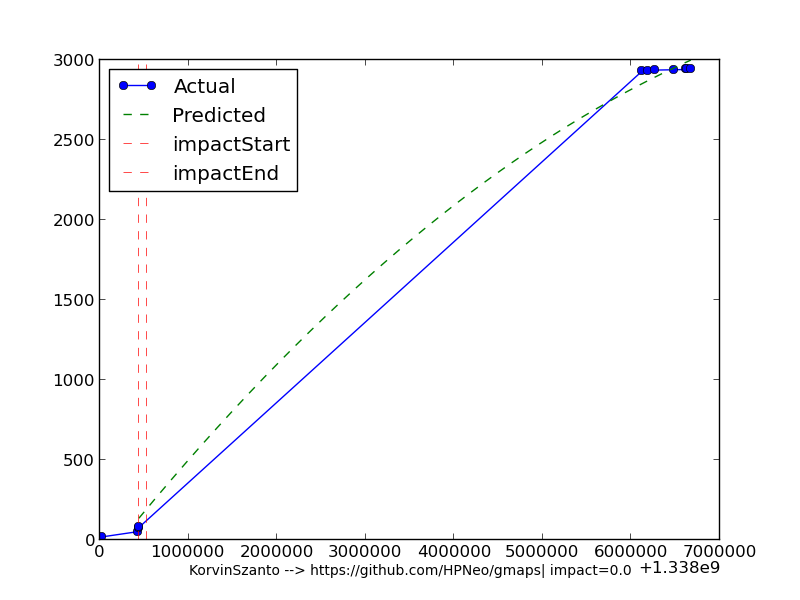 3000
2500
2000
1500
1000
500
0
Actual
Predicted
impactStart
impactEnd
0 1000000 2000000 3000000 4000000 5000000 6000000 7000000
+1.338e9
KorvinSzanto --> https://github.com/HPNeo/gmaps| impact=0.0